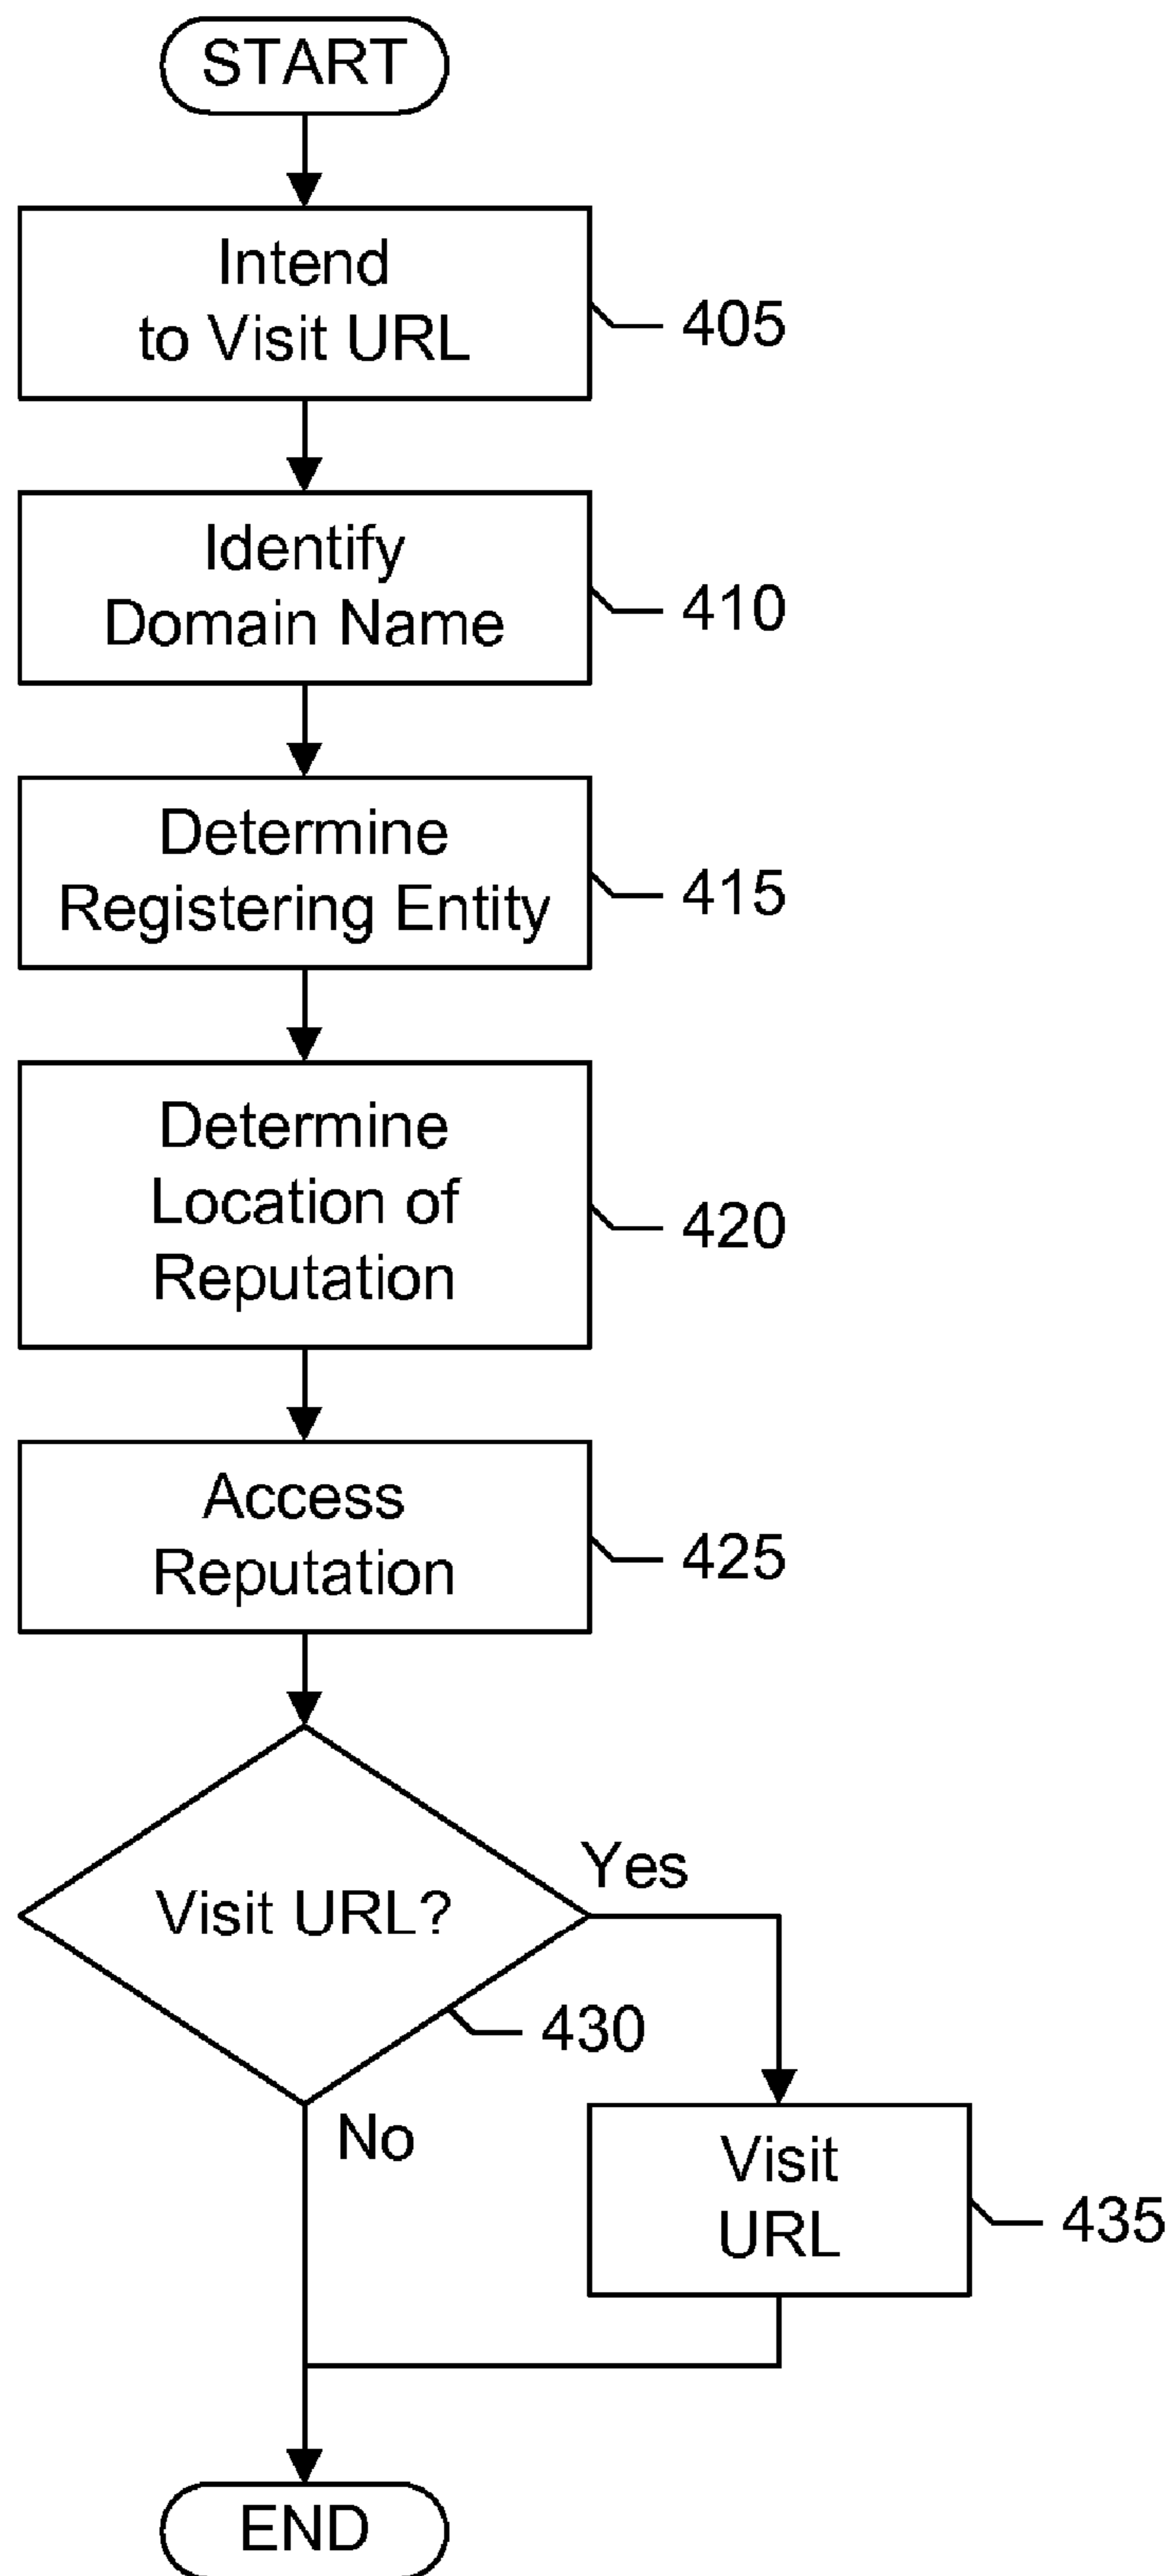 START
Intend
to Visit URL
405
Identify
Domain Name
410
Determine
Registering Entity
415
Determine
Location of
Reputation
420
Access
Reputation
425
Visit URL?
Yes
430
No
Visit
URL
435
END